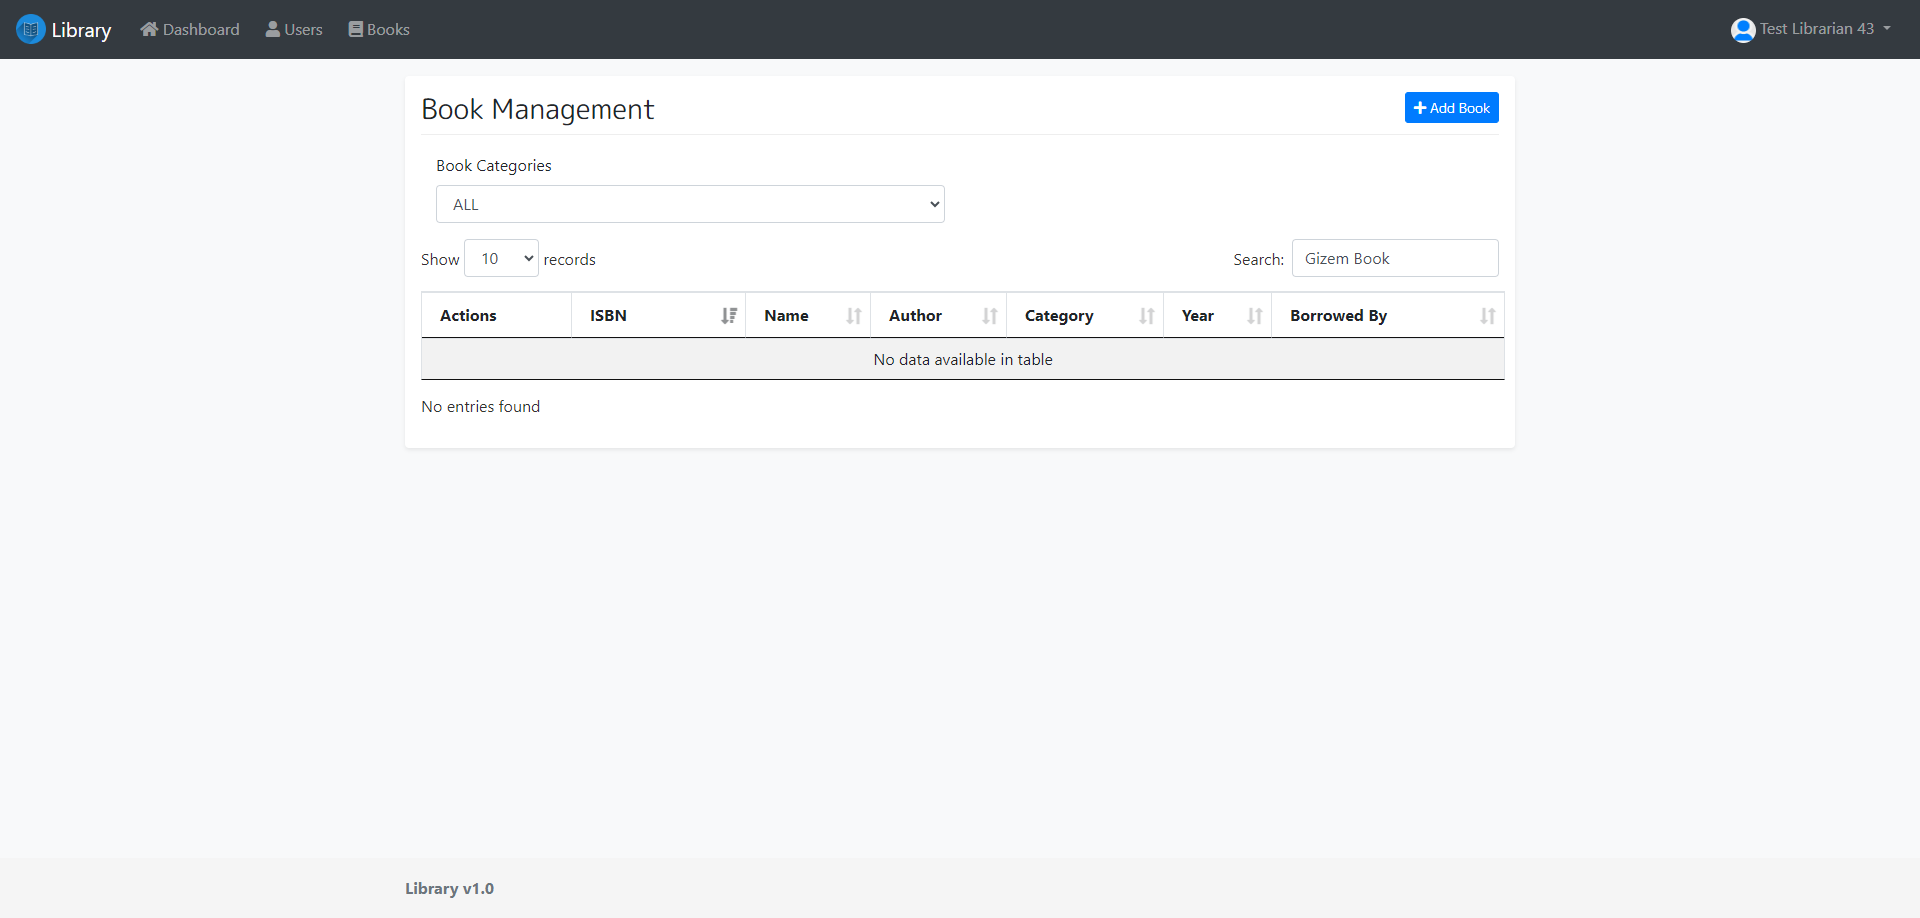 Library Dashboard Users Books Test Librarian 43
Book Management Add Book
Book Categories
ALL
Show 10 records Search: Gizem Book
Actions ISBN Name Author Category Year Borrowed By
No data available in table
No entries found
Library v1.0